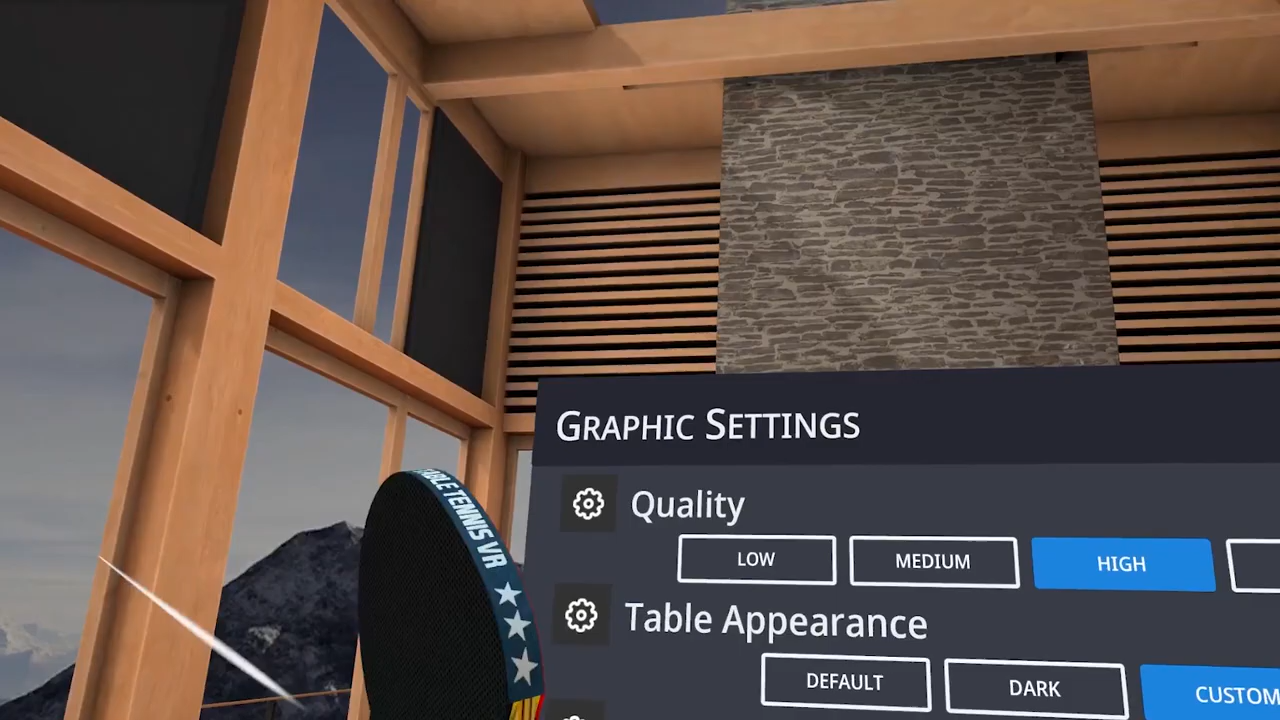 GRAPHIC SETTINGS
Quality
LOW MEDIUM HIGH
Table Appearance
DEFAULT DARK CUSTOM
TABLE TENNIS VR